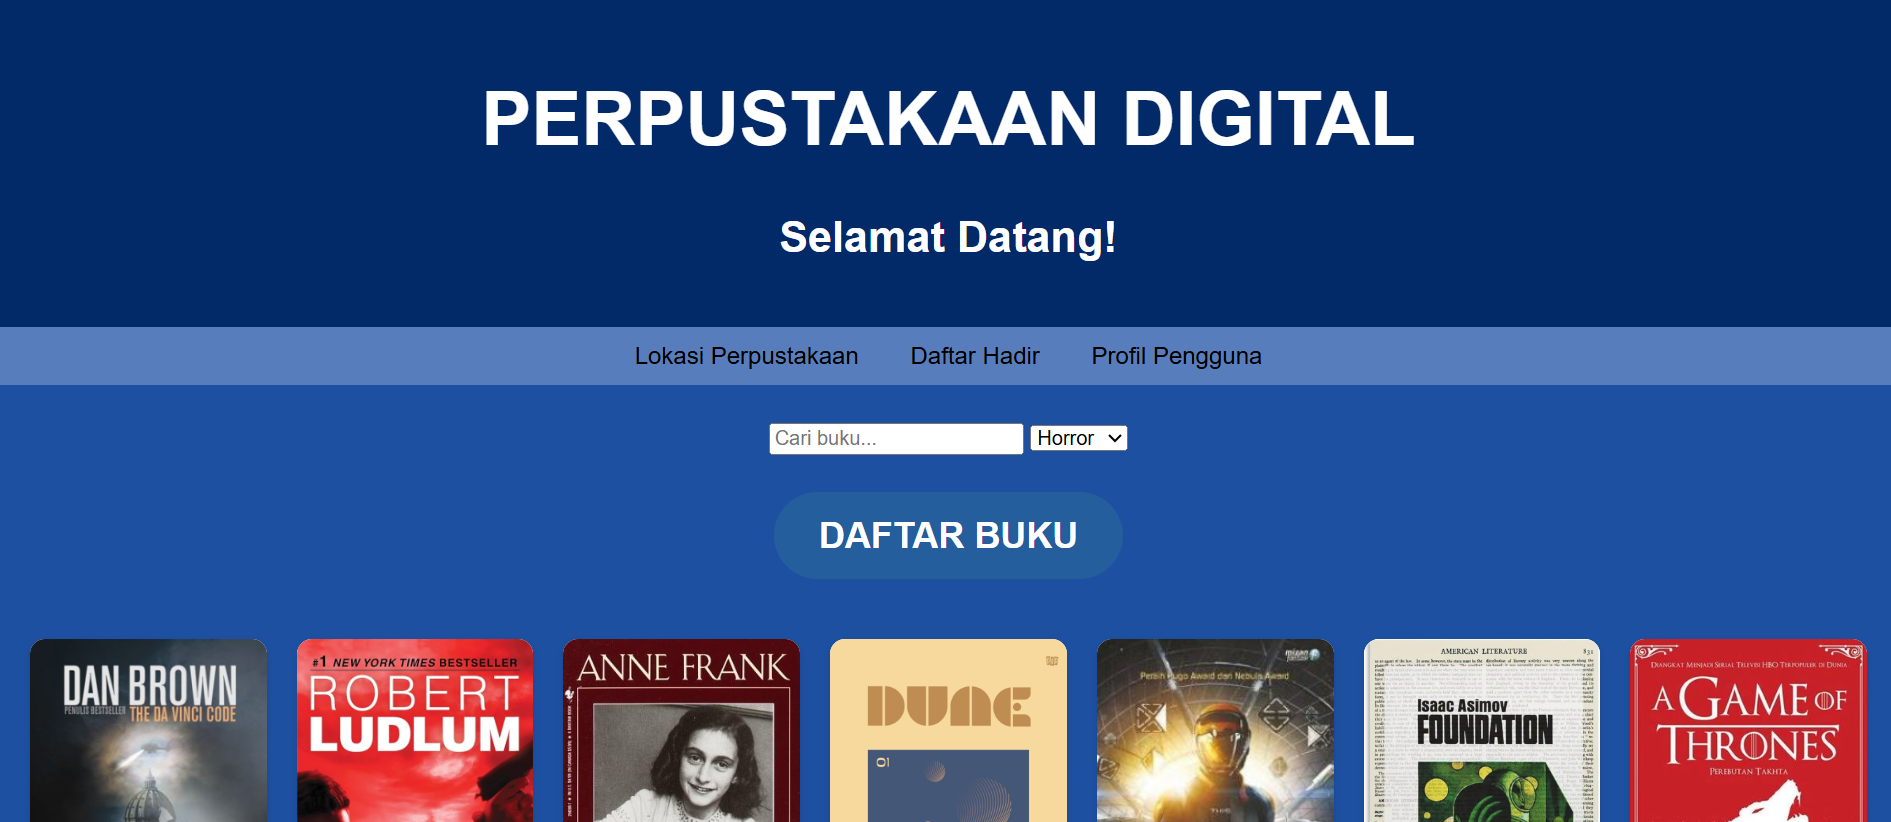 PERPUSTAKAAN DIGITAL
Selamat Datang!
Lokasi Perpustakaan
Daftar Hadir
Profil Pengguna
Cari buku...
Horror
DAFTAR BUKU
DAN BROWN
PENULIS BESTSELLER THE DA VINCI CODE
#1 NEW YORK TIMES BESTSELLER
ROBERT
LUDLUM
ANNE FRANK
DUNE
01
Peraih Hugo Award dan Nebula Award
AMERICAN LITERATURE 831
Isaac Asimov
FOUNDATION
DIANGKAT MENJADI SERIAL TELEVISI HBO TERPOPULER DI DUNIA
A GAME OF
THRONES
PEREBUTAN TAKHTA